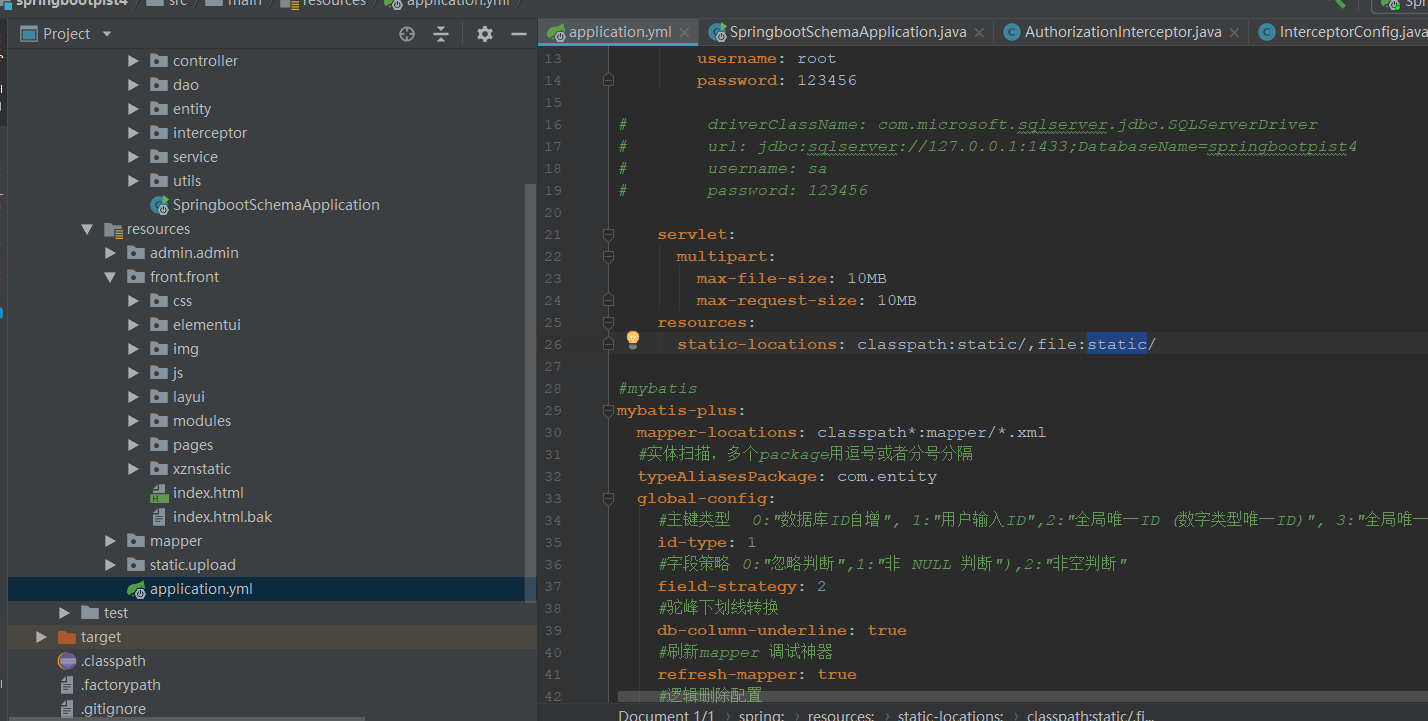 springbootpist4 src main resources application.yml
Project
application.yml SpringbootSchemaApplication.java AuthorizationInterceptor.java InterceptorConfig.java
controller
dao
entity
interceptor
service
utils
SpringbootSchemaApplication
resources
admin.admin
front.front
css
elementui
img
js
layui
modules
pages
xznstatic
index.html
index.html.bak
mapper
static.upload
application.yml
test
target
.classpath
.factorypath
.gitignore
13 username: root
14 password: 123456
15
16 # driverClassName: com.microsoft.sqlserver.jdbc.SQLServerDriver
17 # url: jdbc:sqlserver://127.0.0.1:1433;DatabaseName=springbootpist4
18 # username: sa
19 # password: 123456
20
21 servlet:
22 multipart:
23 max-file-size: 10MB
24 max-request-size: 10MB
25 resources:
26 static-locations: classpath:static/,file:static/
27
28 #mybatis
29 mybatis-plus:
30 mapper-locations: classpath*:mapper/*.xml
31 #实体扫描，多个package用逗号或者分号分隔
32 typeAliasesPackage: com.entity
33 global-config:
34 #主键类型 0:"数据库ID自增", 1:"用户输入ID",2:"全局唯一ID (数字类型唯一ID)", 3:"全局唯一
35 id-type: 1
36 #字段策略 0:"忽略判断",1:"非 NULL 判断"),2:"非空判断"
37 field-strategy: 2
38 #驼峰下划线转换
39 db-column-underline: true
40 #刷新mapper 调试神器
41 refresh-mapper: true
42 #逻辑删除配置
Document 1/1 › spring: › resources: › static-locations: › classpath:static/,fi...